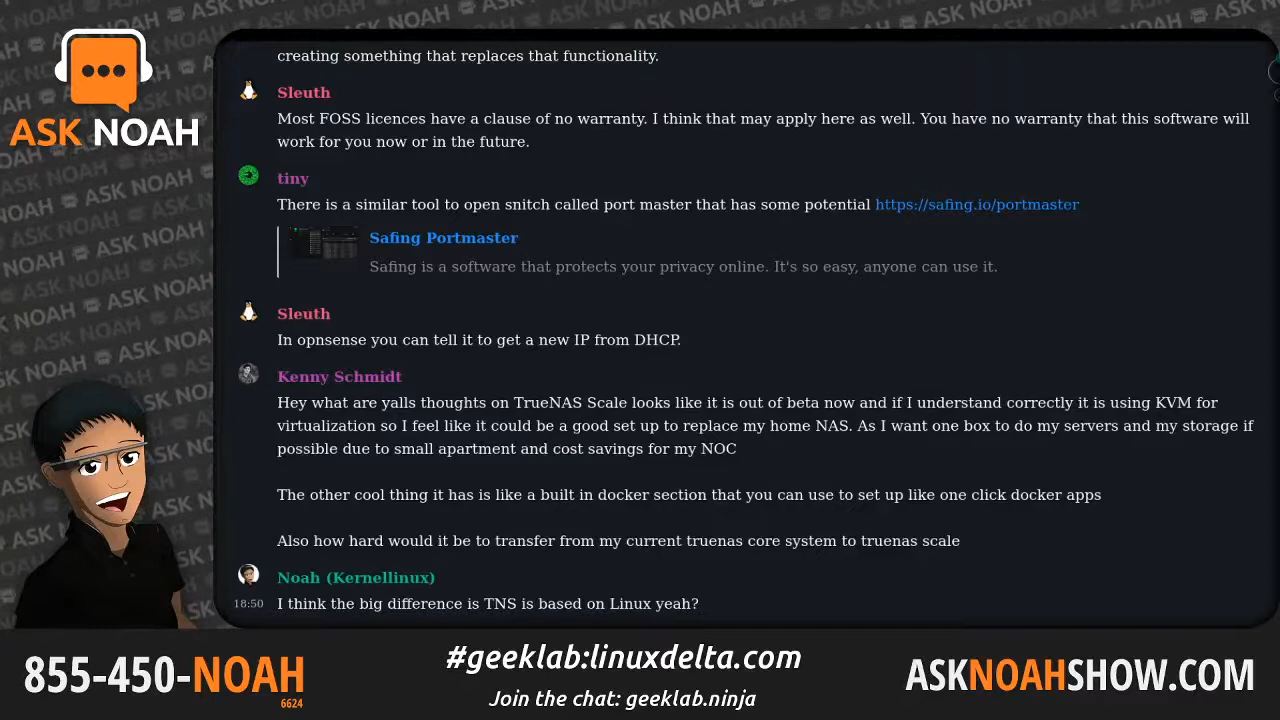 ASK NOAH
creating something that replaces that functionality.
Sleuth
Most FOSS licences have a clause of no warranty. I think that may apply here as well. You have no warranty that this software will
work for you now or in the future.
tiny
There is a similar tool to open snitch called port master that has some potential https://safing.io/portmaster
Safing Portmaster
Safing is a software that protects your privacy online. It's so easy, anyone can use it.
Sleuth
In opnsense you can tell it to get a new IP from DHCP.
Kenny Schmidt
Hey what are yalls thoughts on TrueNAS Scale looks like it is out of beta now and if I understand correctly it is using KVM for
virtualization so I feel like it could be a good set up to replace my home NAS. As I want one box to do my servers and my storage if
possible due to small apartment and cost savings for my NOC
The other cool thing it has is like a built in docker section that you can use to set up like one click docker apps
Also how hard would it be to transfer from my current truenas core system to truenas scale
Noah (Kernellinux)
18:50 I think the big difference is TNS is based on Linux yeah?
855-450-NOAH
6624
#geeklab:linuxdelta.com
Join the chat: geeklab.ninja
ASKNOAHSHOW.COM